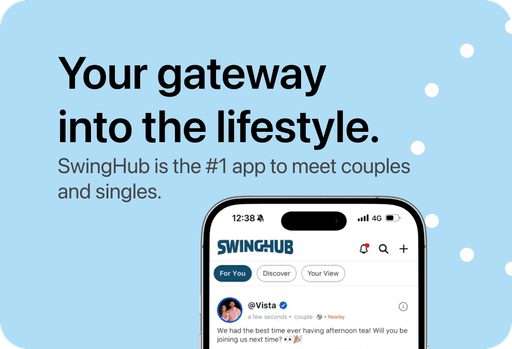 Your gateway
into the lifestyle.
SwingHub is the #1 app to meet couples
and singles.
12:38
4G
SWINGHUB
For You
Discover
Your View
@Vista
a few seconds • couple • Nearby
We had the best time ever having afternoon tea! Will you be
joining us next time? 👀🎉